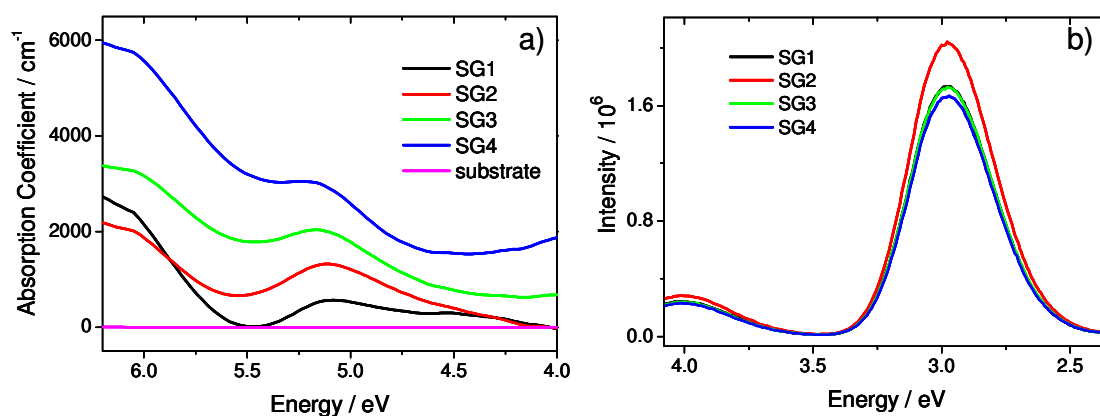 a)
Absorption Coefficient / cm-1
6000
4000
2000
0
SG1
SG2
SG3
SG4
substrate
6.0 5.5 5.0 4.5 4.0
Energy / eV
b)
Intensity / 10^6
1.6
0.8
0.0
SG1
SG2
SG3
SG4
4.0 3.5 3.0 2.5
Energy / eV